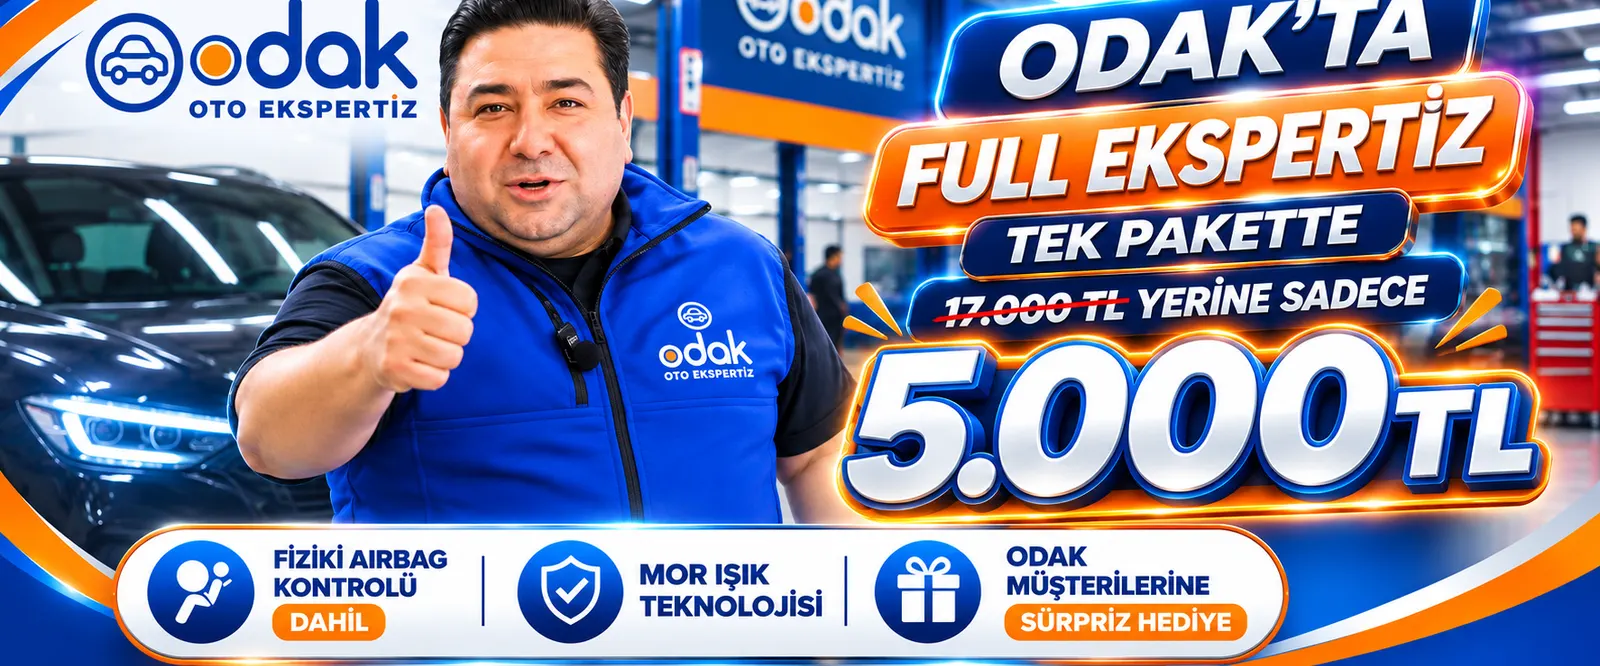 odak
OTO EKSPERTİZ
odak
OTO EKSPERTİZ
ODAK'TA
FULL EKSPERTİZ
TEK PAKETTE
17.000 TL YERİNE SADECE
5.000 TL
odak
OTO EKSPERTİZ
FİZİKİ AIRBAG
KONTROLÜ
DAHİL
MOR IŞIK
TEKNOLOJİSİ
ODAK
MÜŞTERİLERİNE
SÜRPRİZ HEDİYE